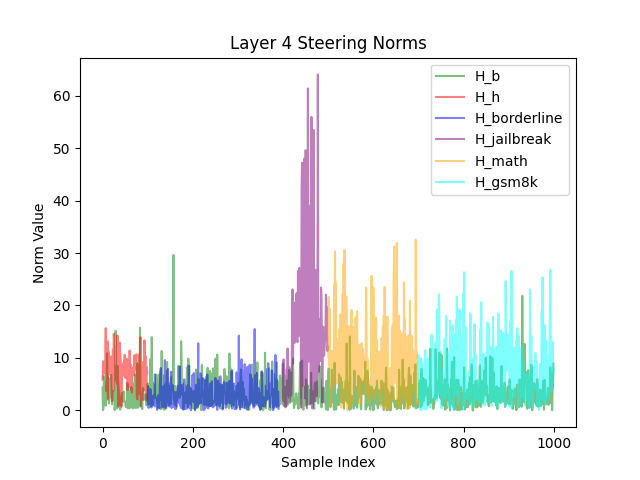 Layer 4 Steering Norms
H_b
H_h
H_borderline
H_jailbreak
H_math
H_gsm8k
Norm Value
60
50
40
30
20
10
0
0 200 400 600 800 1000
Sample Index